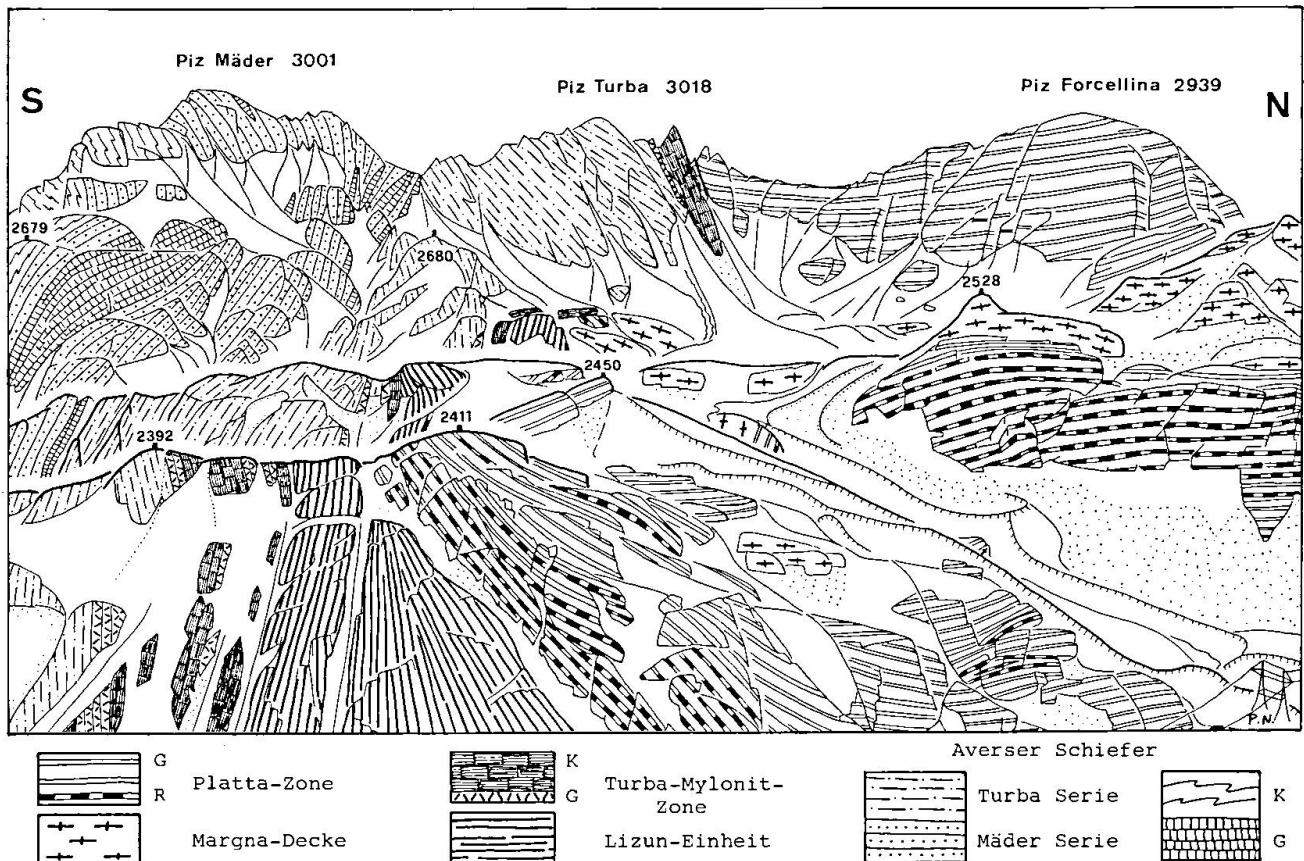 Piz Mäder 3001
Piz Turba 3018
Piz Forcellina 2939
S
N
2679
2680
2528
2450
2411
2392
P.N.
Averser Schiefer
G
R
Platta-Zone
K
G
Turba-Mylonit-
Zone
Turba Serie
K
Margna-Decke
Lizun-Einheit
Mäder Serie
G